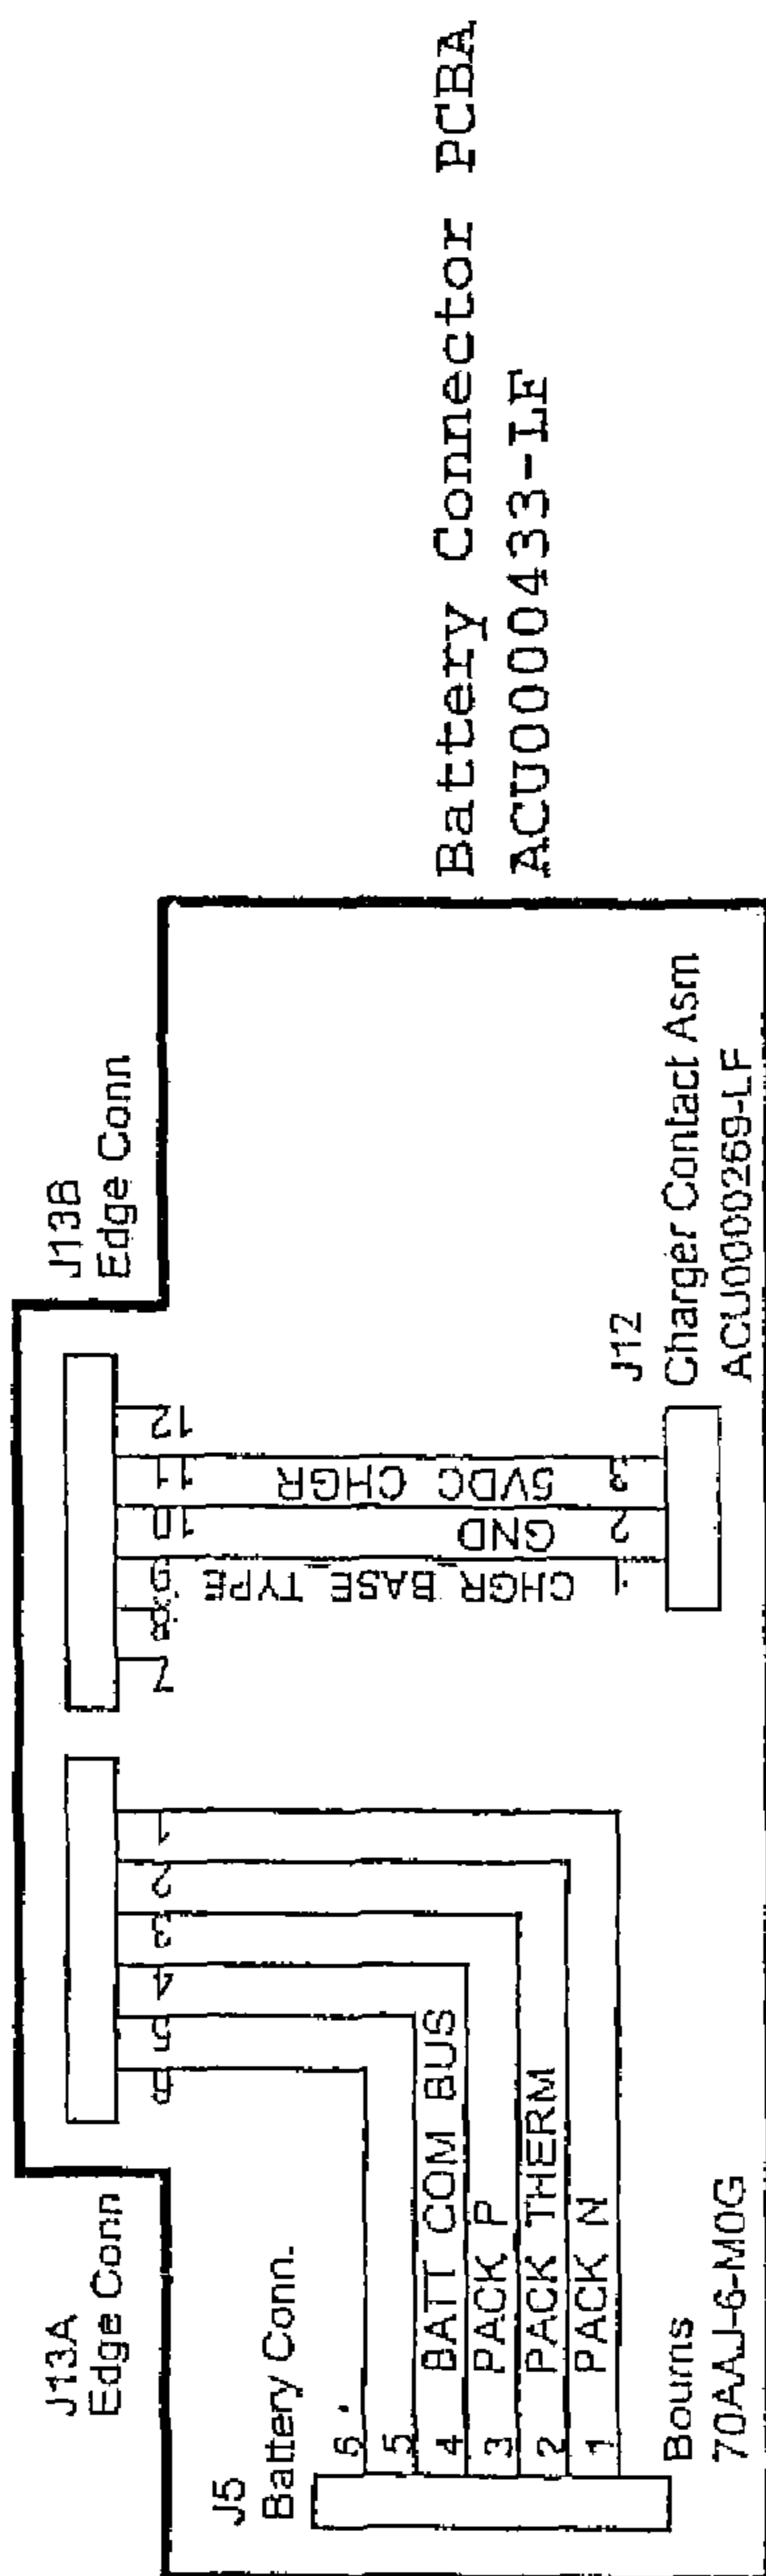 Battery Connector PCBA
ACU0000433-LF
J13A
Edge Conn
J13B
Edge Conn
6
5
4
3
2
1
7
8
9
10
11
12
J5
Battery Conn.
6
5
4
BATT COM BUS
3
PACK P
2
PACK THERM
1
PACK N
Bourns
70AAJ-6-M0G
CHGR BASE TYPE
GND
5VDC CHGR
1
2
3
J12
Charger Contact Asm
ACU0000269-LF